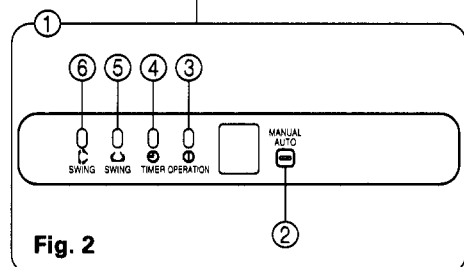 ①
⑥ ⑤ ④ ③
MANUAL
AUTO
SWING SWING TIMER OPERATION
②
Fig. 2